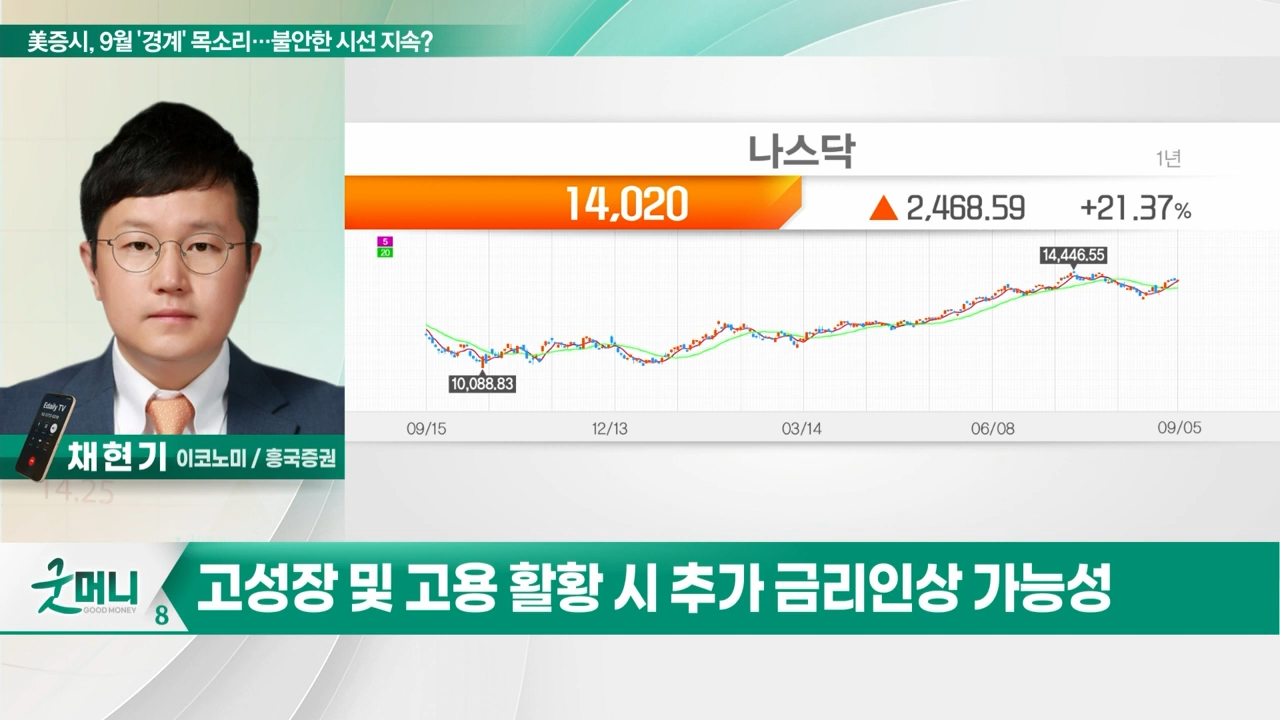 美증시, 9월 '경계' 목소리…불안한 시선 지속?
나스닥
1년
14,020
▲ 2,468.59
+21.37%
5
20
14,446.55
10,088.83
09/15
12/13
03/14
06/08
09/05
Edaily TV
채현기 이코노미 / 흥국증권
14.25
굿머니
GOOD MONEY
8
고성장 및 고용 활황 시 추가 금리인상 가능성